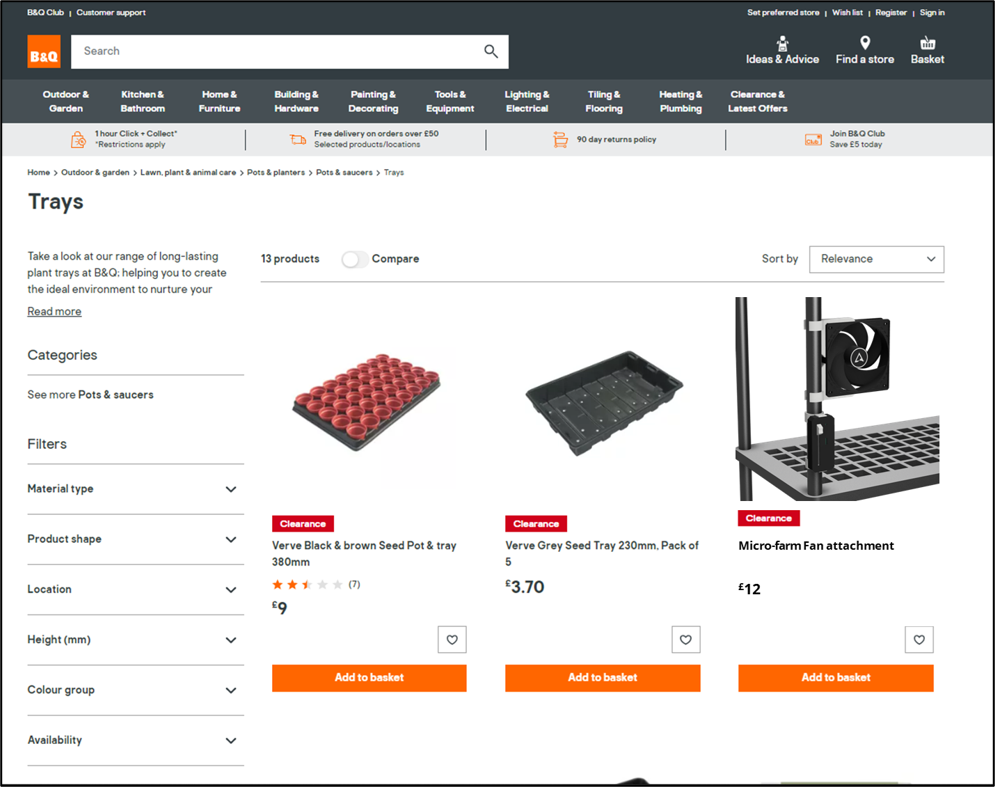 B&Q Club | Customer support
Set preferred store | Wish list | Register | Sign in
B&Q
Search
Ideas & Advice
Find a store
Basket
Outdoor & Garden
Kitchen & Bathroom
Home & Furniture
Building & Hardware
Painting & Decorating
Tools & Equipment
Lighting & Electrical
Tiling & Flooring
Heating & Plumbing
Clearance & Latest Offers
1 hour Click + Collect*
*Restrictions apply
Free delivery on orders over £50
Selected products/locations
90 day returns policy
CLUB
Join B&Q Club
Save £5 today
Home > Outdoor & garden > Lawn, plant & animal care > Pots & planters > Pots & saucers > Trays
Trays
Take a look at our range of long-lasting
plant trays at B&Q: helping you to create
the ideal environment to nurture your
Read more
13 products
Compare
Sort by
Relevance
Categories
See more Pots & saucers
Filters
Material type
Product shape
Location
Height (mm)
Colour group
Availability
Clearance
Verve Black & brown Seed Pot & tray
380mm
(7)
£9
Add to basket
Clearance
Verve Grey Seed Tray 230mm, Pack of
5
£3.70
Add to basket
Clearance
Micro-farm Fan attachment
£12
Add to basket